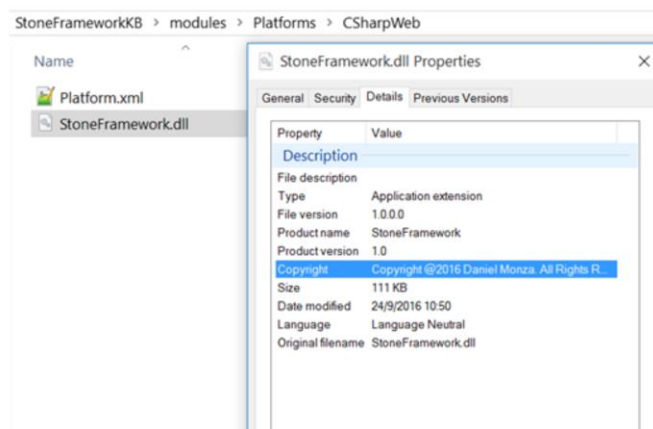 StoneFrameworkKB > modules > Platforms > CSharpWeb
Name
Platform.xml
StoneFramework.dll
StoneFramework.dll Properties
General Security Details Previous Versions
Property Value
Description
File description
Type Application extension
File version 1.0.0.0
Product name StoneFramework
Product version 1.0
Copyright Copyright @2016 Daniel Monza. All Rights R...
Size 111 KB
Date modified 24/9/2016 10:50
Language Language Neutral
Original filename StoneFramework.dll